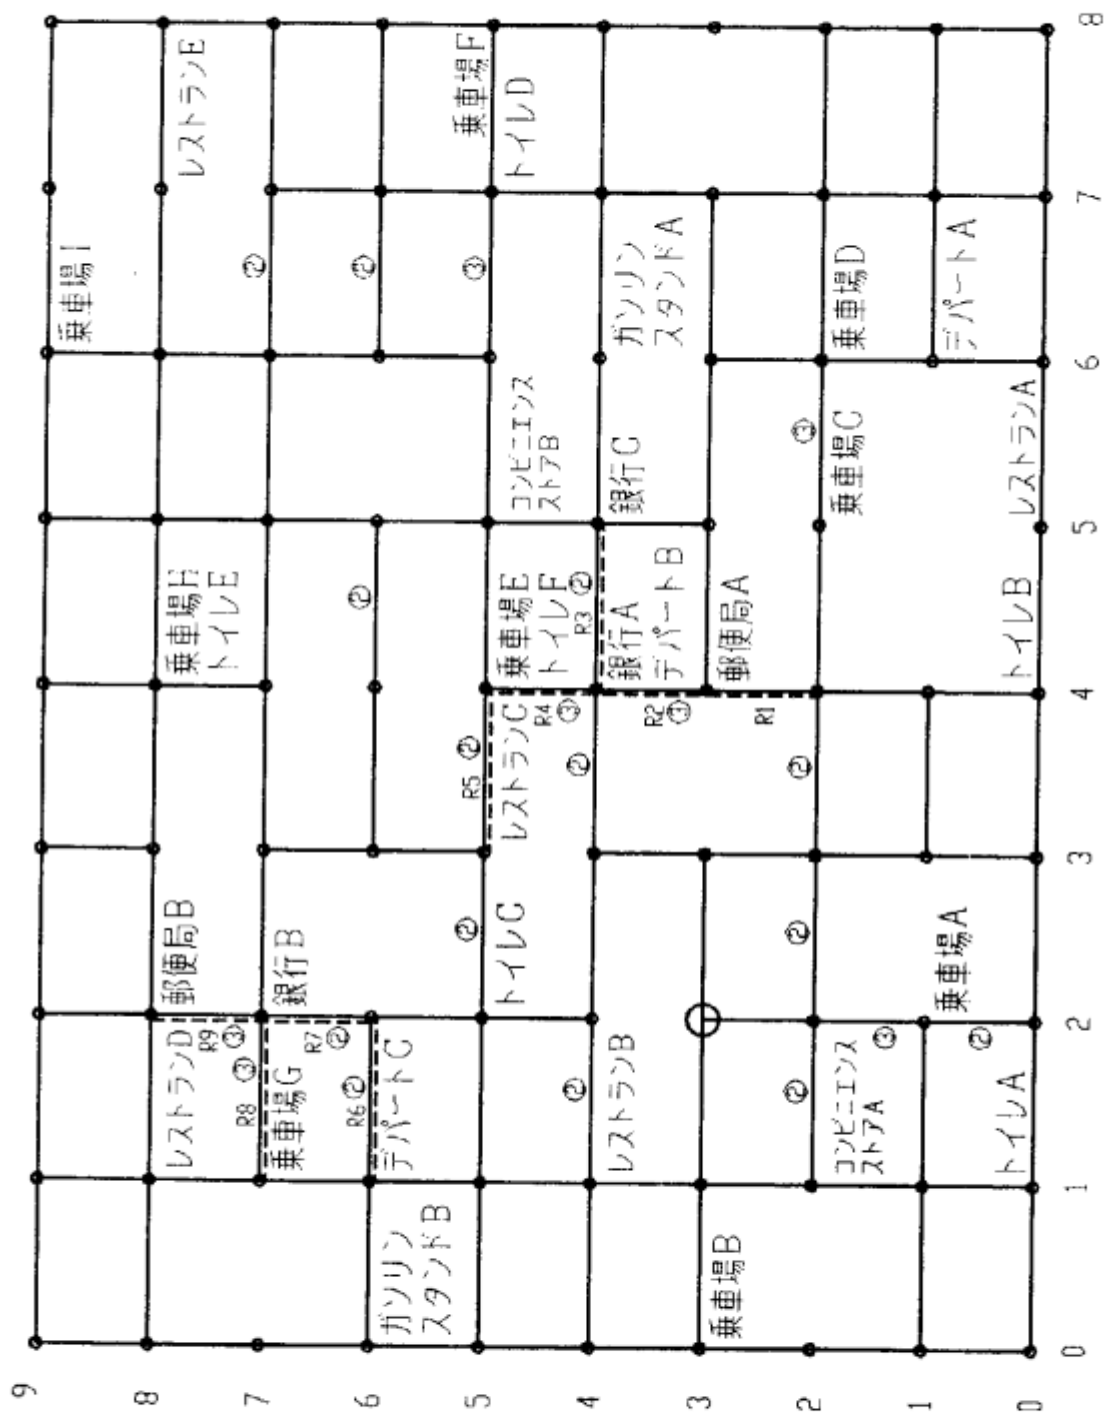 9
乗車場I
8
レストランD
郵便局B
乗車場H
トイレE
レストランE
R9
③
R8
③
②
7
乗車場G
銀行B
R7
②
R6
②
②
②
6
ガソリン
スタンドB
デパートC
②
R5
②
③
乗車場F
5
トイレC
レストランC
乗車場E
トイレF
コンビニエンス
ストアB
トイレD
R4
③
②
②
R3
②
4
レストランB
銀行A
デパートB
銀行C
ガソリン
スタンドA
R2
③
3
乗車場B
郵便局A
R1
②
②
②
③
2
コンビニエンス
ストアA
③
乗車場C
乗車場D
1
乗車場A
②
デパートA
トイレA
トイレB
レストランA
0
0 1 2 3 4 5 6 7 8